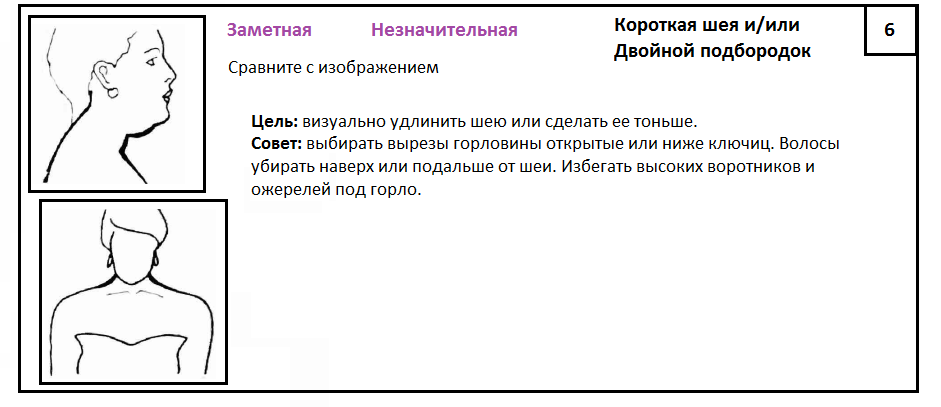 Заметная Незначительная Короткая шея и/или 6
Двойной подбородок
Сравните с изображением
Цель: визуально удлинить шею или сделать ее тоньше.
Совет: выбирать вырезы горловины открытые или ниже ключиц. Волосы
убирать наверх или подальше от шеи. Избегать высоких воротников и
ожерелей под горло.